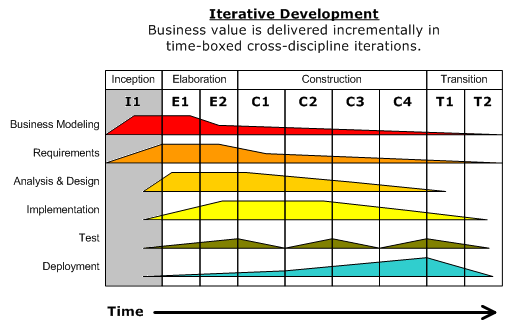 Iterative Development
Business value is delivered incrementally in
time-boxed cross-discipline iterations.
Inception Elaboration Construction Transition
I1 E1 E2 C1 C2 C3 C4 T1 T2
Business Modeling
Requirements
Analysis & Design
Implementation
Test
Deployment
Time